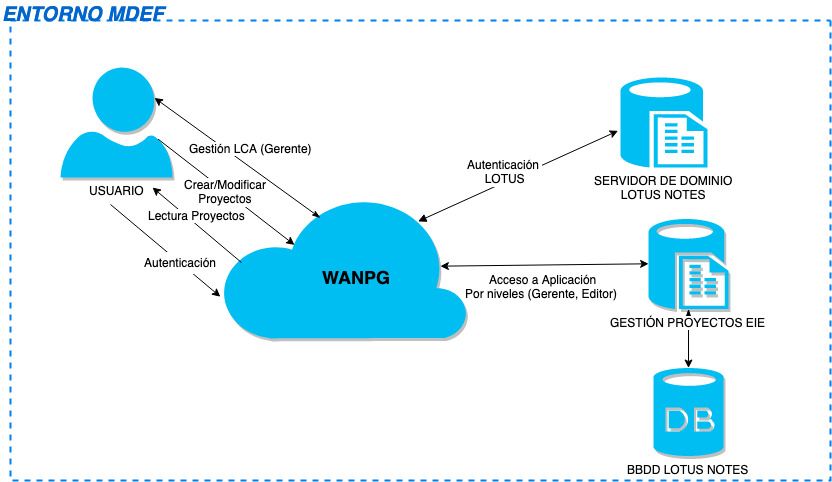 ENTORNO MDEF
Gestión LCA (Gerente)
Crear/Modificar
Proyectos
Lectura Proyectos
USUARIO
Autenticación
WANPG
Autenticación
LOTUS
SERVIDOR DE DOMINIO
LOTUS NOTES
Acceso a Aplicación
Por niveles (Gerente, Editor)
GESTIÓN PROYECTOS EIE
DB
BBDD LOTUS NOTES